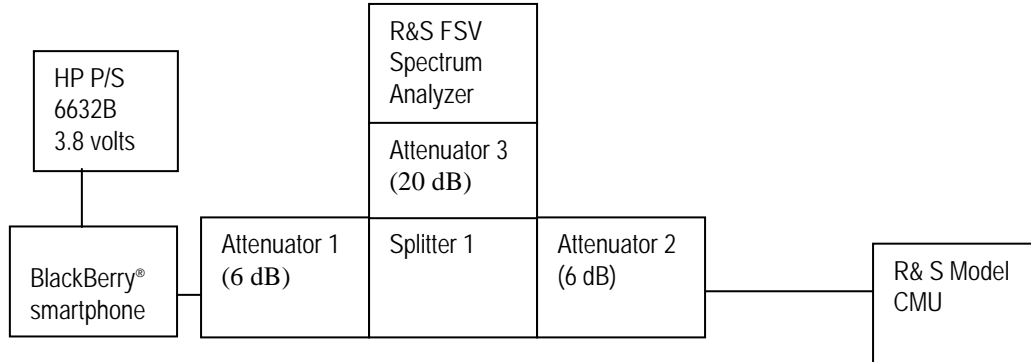 R&S FSV
Spectrum
Analyzer
HP P/S
6632B
3.8 volts
Attenuator 3
(20 dB)
BlackBerry®
smartphone
Attenuator 1
(6 dB)
Splitter 1
Attenuator 2
(6 dB)
R& S Model
CMU